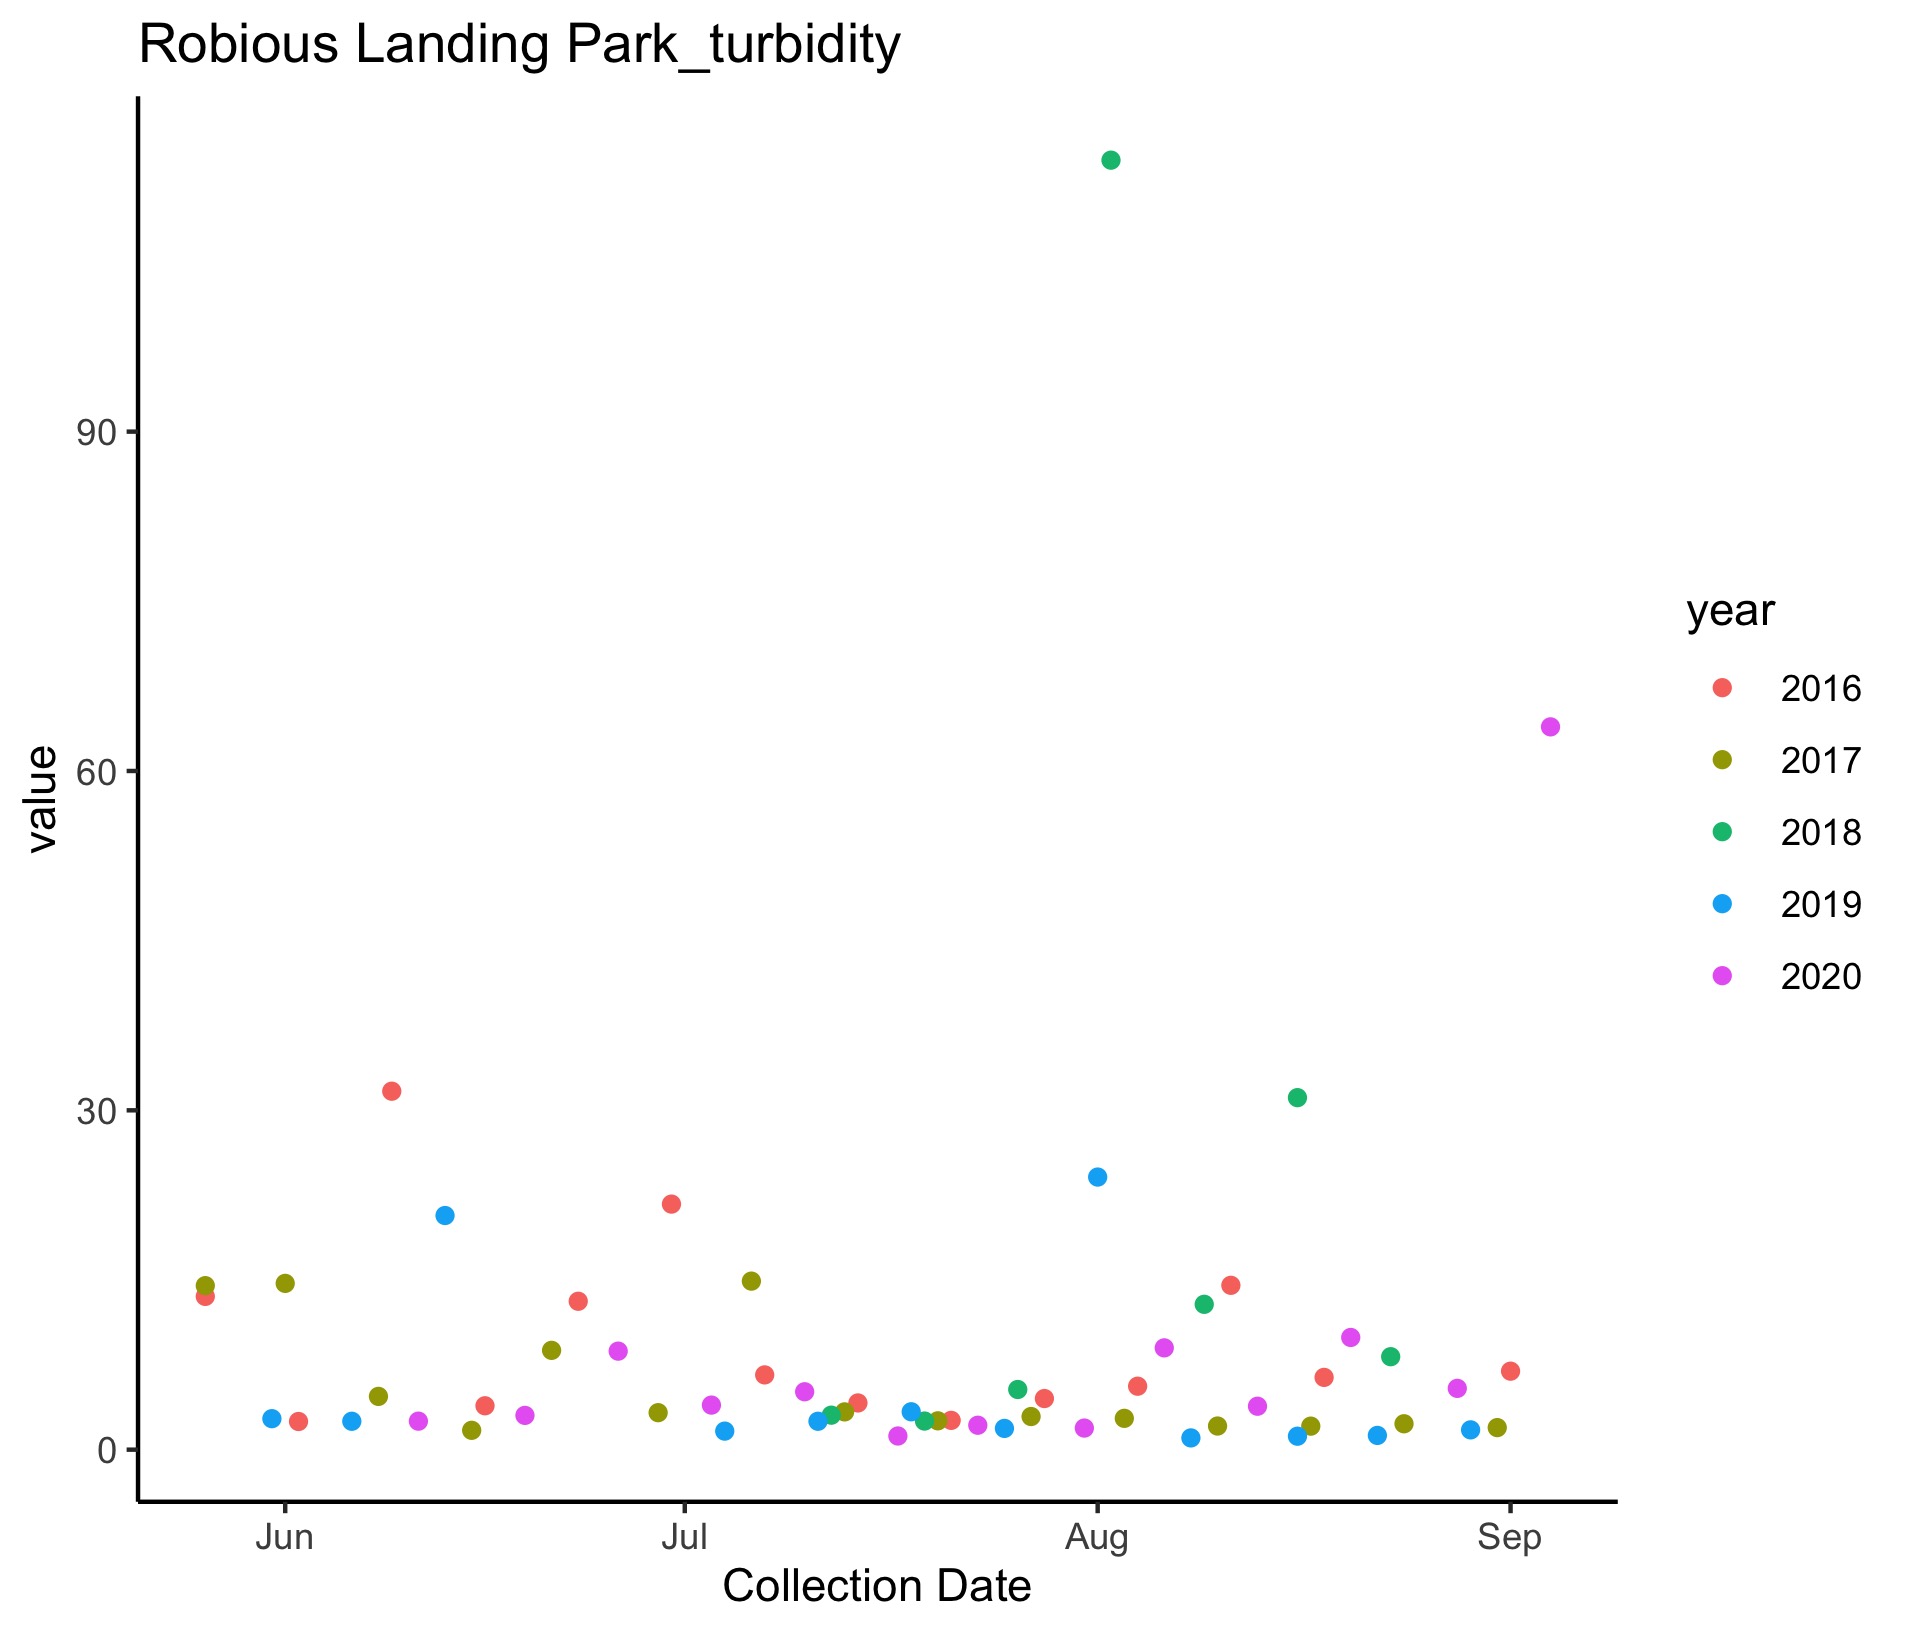 Robious Landing Park_turbidity
90
60
30
0
value
Jun Jul Aug Sep
Collection Date
year
2016
2017
2018
2019
2020